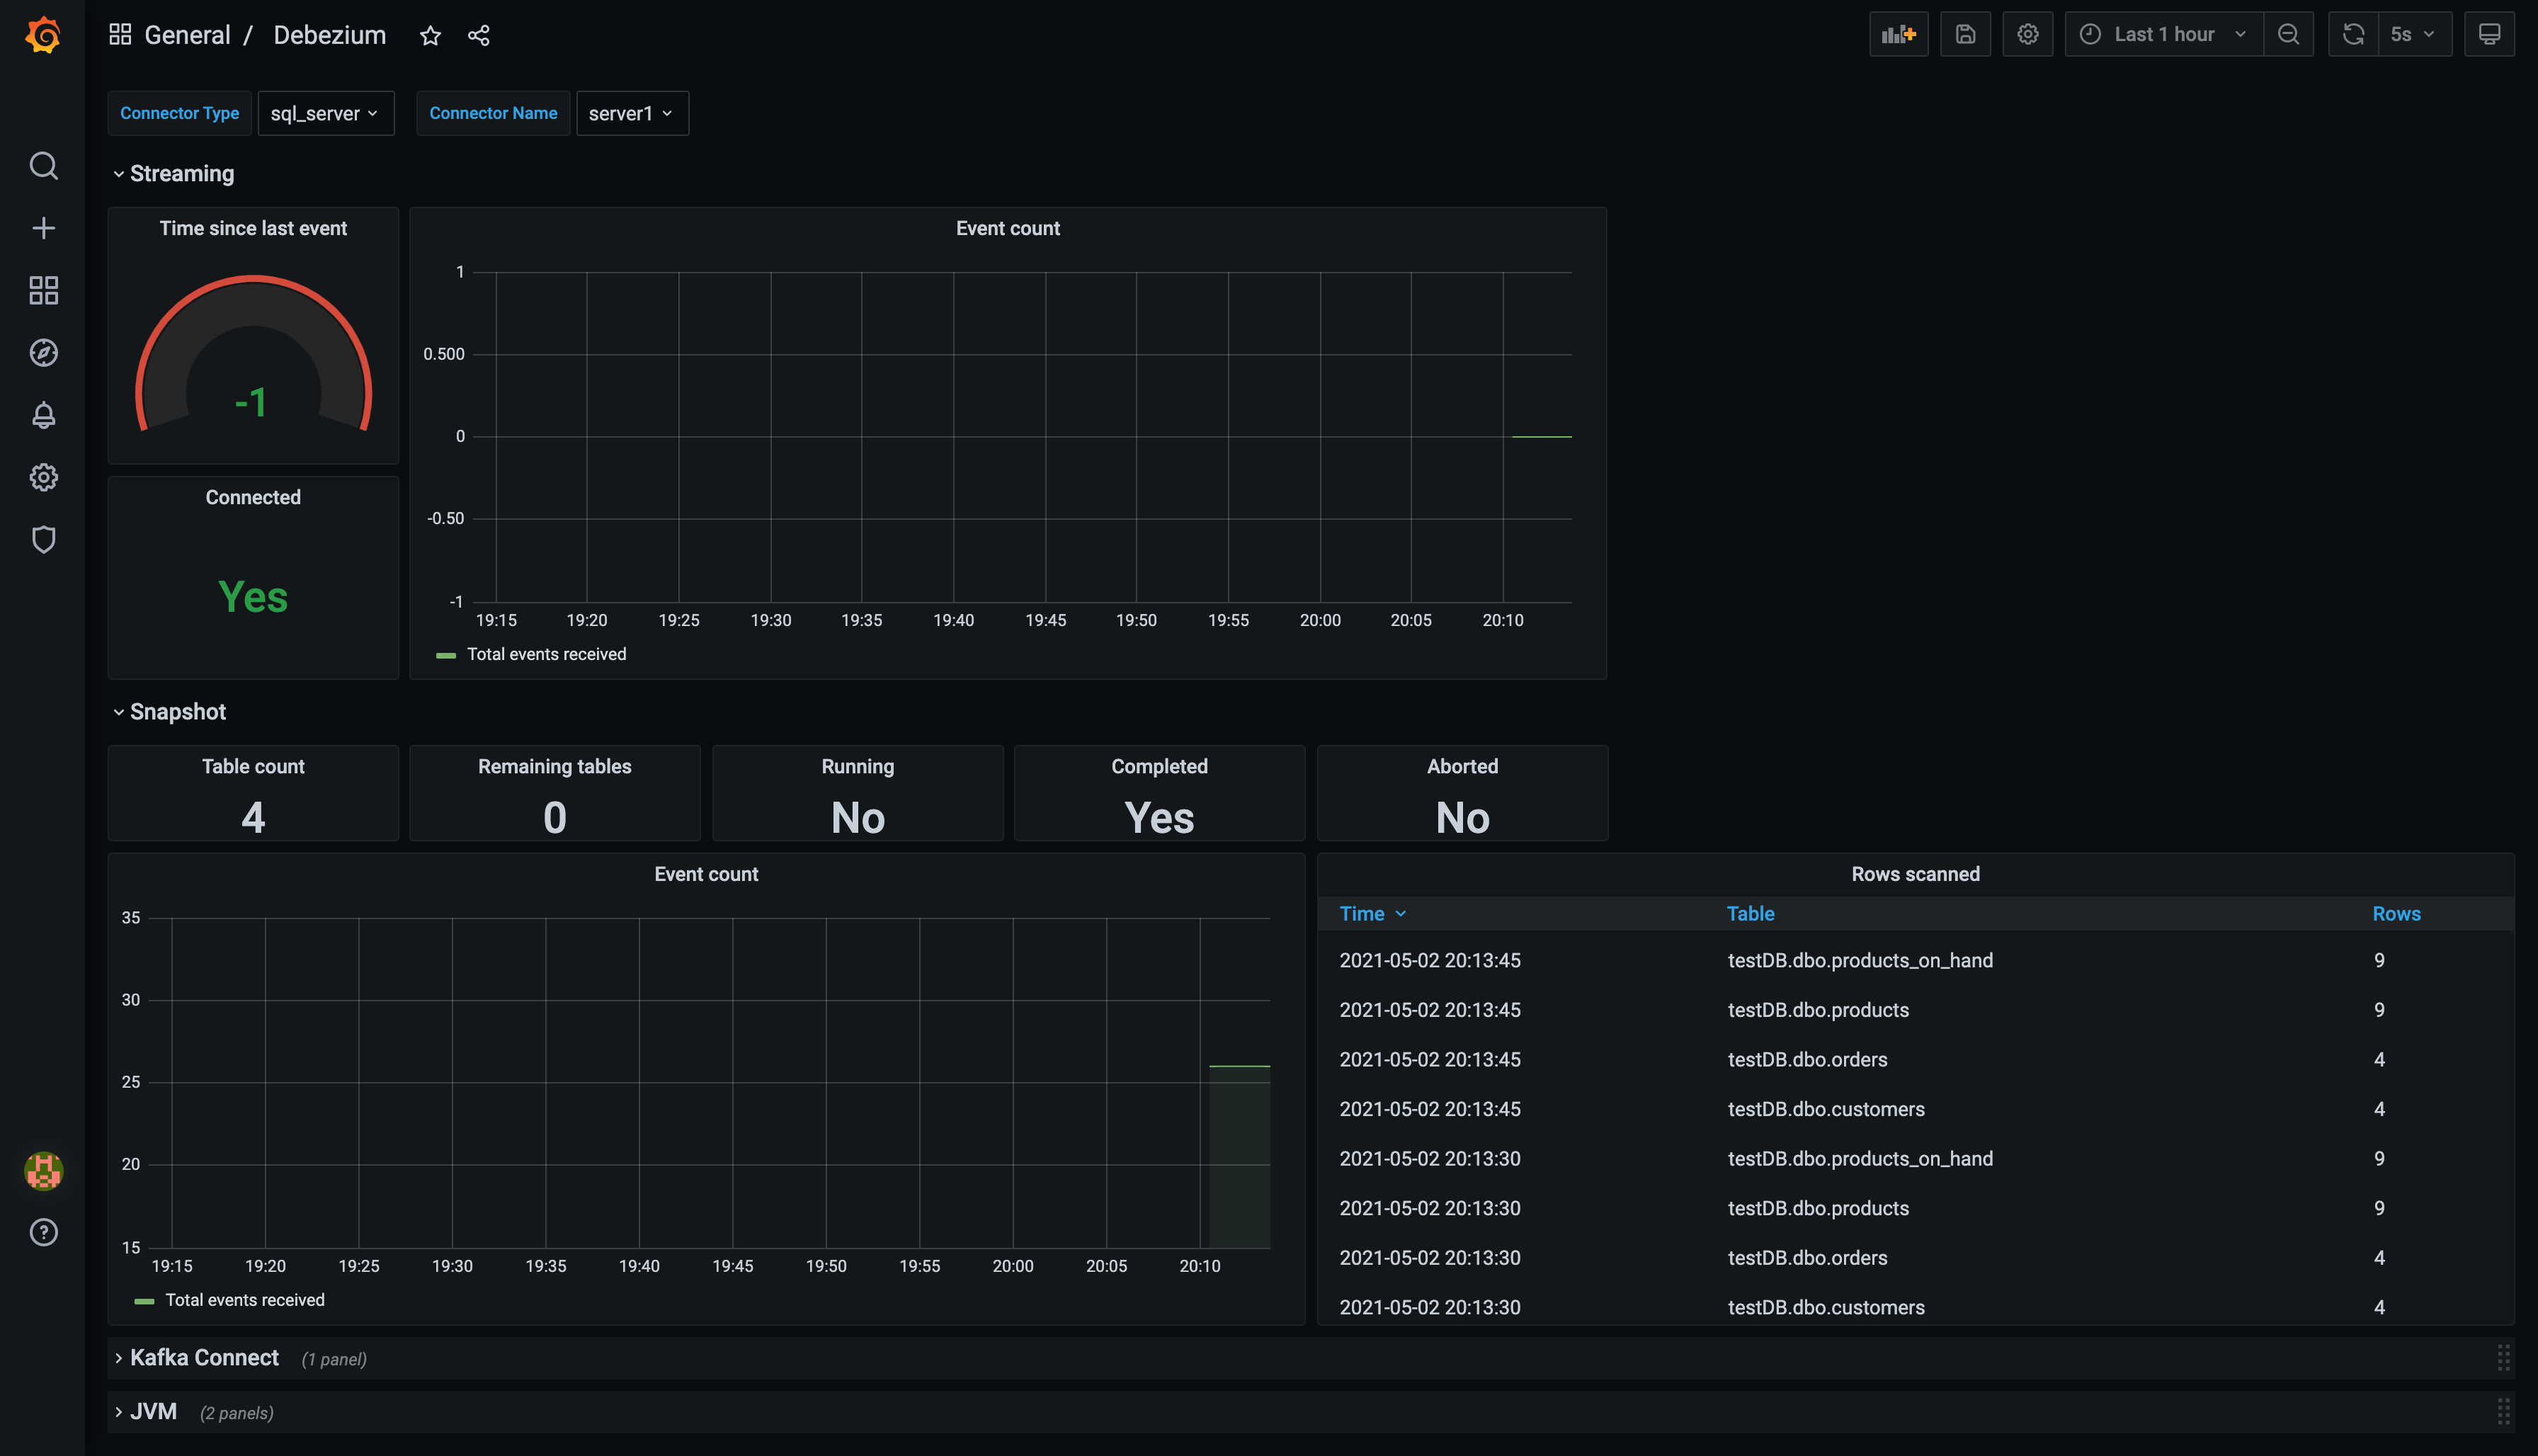 General / Debezium
Last 1 hour
5s
Connector Type
sql_server
Connector Name
server1
Streaming
Time since last event
-1
Event count
1
0.500
0
-0.50
-1
19:15 19:20 19:25 19:30 19:35 19:40 19:45 19:50 19:55 20:00 20:05 20:10
Total events received
Connected
Yes
Snapshot
Table count
4
Remaining tables
0
Running
No
Completed
Yes
Aborted
No
Event count
35
30
25
20
15
19:15 19:20 19:25 19:30 19:35 19:40 19:45 19:50 19:55 20:00 20:05 20:10
Total events received
Rows scanned
Time Table Rows
2021-05-02 20:13:45 testDB.dbo.products_on_hand 9
2021-05-02 20:13:45 testDB.dbo.products 9
2021-05-02 20:13:45 testDB.dbo.orders 4
2021-05-02 20:13:45 testDB.dbo.customers 4
2021-05-02 20:13:30 testDB.dbo.products_on_hand 9
2021-05-02 20:13:30 testDB.dbo.products 9
2021-05-02 20:13:30 testDB.dbo.orders 4
2021-05-02 20:13:30 testDB.dbo.customers 4
Kafka Connect (1 panel)
JVM (2 panels)